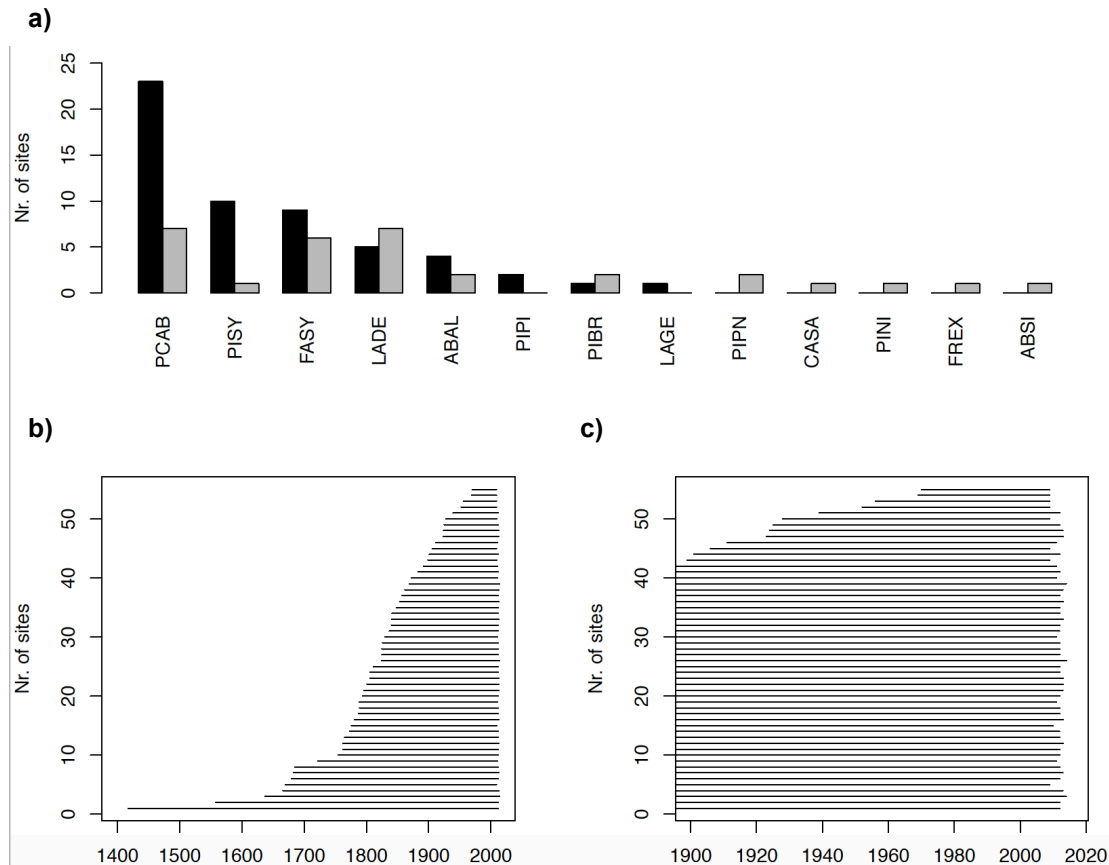 a)
Nr. of sites
25
20
15
10
5
0
PCAB PISY FASY LADE ABAL PIPI PIBR LAGE PIPN CASA PINI FREX ABSI
b)
Nr. of sites
50
40
30
20
10
0
1400 1500 1600 1700 1800 1900 2000
c)
Nr. of sites
50
40
30
20
10
0
1900 1920 1940 1960 1980 2000 2020